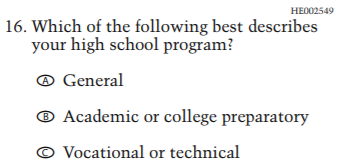 HE002549
16. Which of the following best describes
your high school program?
Ⓐ General
Ⓑ Academic or college preparatory
Ⓒ Vocational or technical